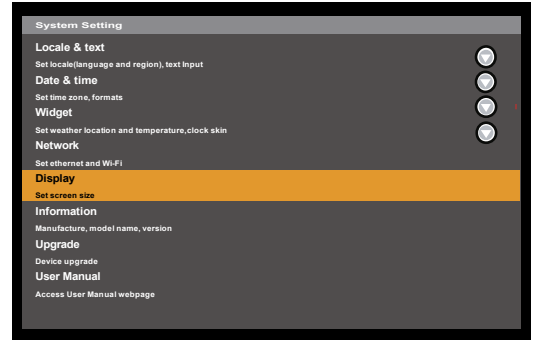 System Setting
Locale & text
Set locale(language and region), text Input
Date & time
Set time zone, formats
Widget
Set weather location and temperature,clock skin
Network
Set ethernet and Wi-Fi
Display
Set screen size
Information
Manufacture, model name, version
Upgrade
Device upgrade
User Manual
Access User Manual webpage